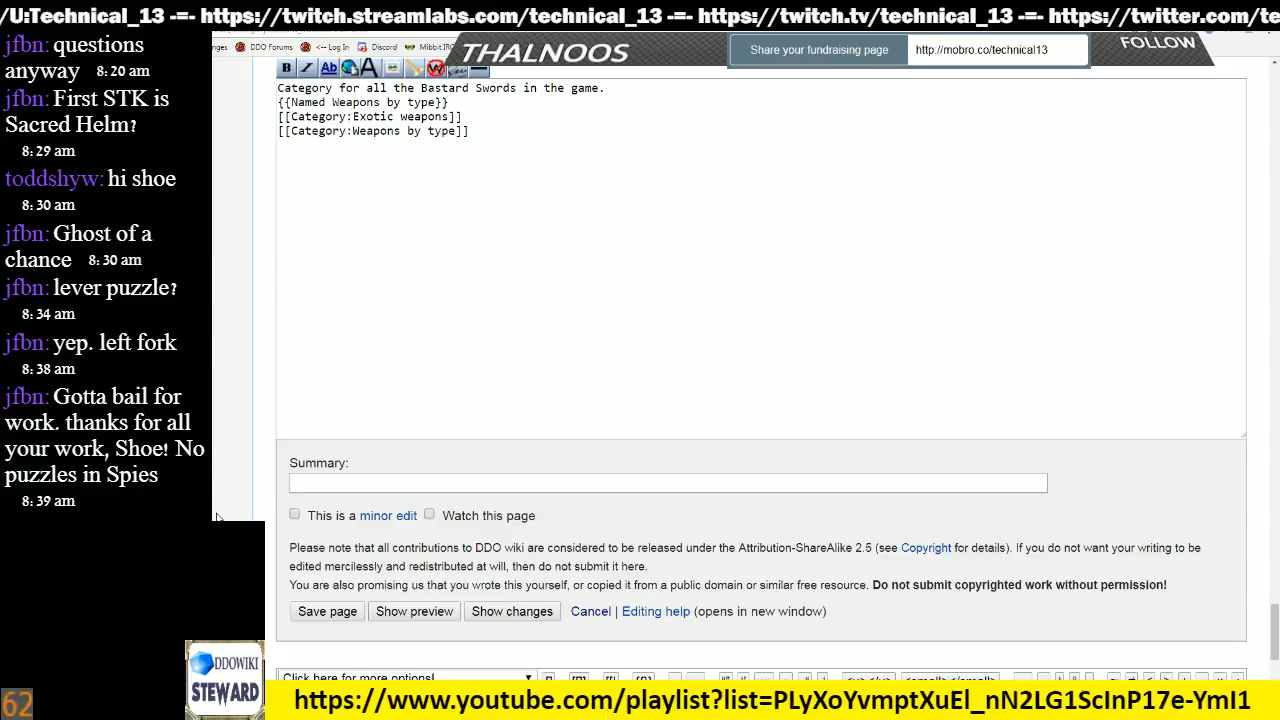 /U:Technical_13 -=- https://twitch.streamlabs.com/technical_13 -=- https://twitch.tv/technical_13 -=- https://twitter.com/te
jfbn: questions
anyway 8:20 am
jfbn: First STK is
Sacred Helm?
8:29 am
toddshyw: hi shoe
8:30 am
jfbn: Ghost of a
chance 8:30 am
jfbn: lever puzzle?
8:34 am
jfbn: yep. left fork
8:38 am
jfbn: Gotta bail for
work. thanks for all
your work, Shoe! No
puzzles in Spies
8:39 am
nges DDO Forums <-- Log In Discord Mibbit IRC
THALNOOS
Share your fundraising page http://mobro.co/technical13
FOLLOW
B I Ab A W
Category for all the Bastard Swords in the game.
{{Named Weapons by type}}
[[Category:Exotic weapons]]
[[Category:Weapons by type]]
Summary:
This is a minor edit Watch this page
Please note that all contributions to DDO wiki are considered to be released under the Attribution-ShareAlike 2.5 (see Copyright for details). If you do not want your writing to be
edited mercilessly and redistributed at will, then do not submit it here.
You are also promising us that you wrote this yourself, or copied it from a public domain or similar free resource. Do not submit copyrighted work without permission!
Save page Show preview Show changes Cancel | Editing help (opens in new window)
Click here for more options!
DDOWIKI
STEWARD
62
https://www.youtube.com/playlist?list=PLyXoYvmptXuEl_nN2LG1ScInP17e-YmI1